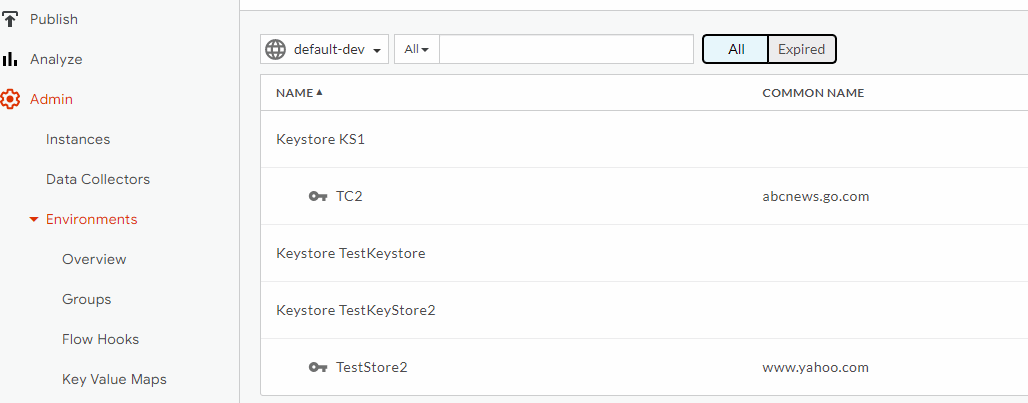 Publish
Analyze
Admin
Instances
Data Collectors
Environments
Overview
Groups
Flow Hooks
Key Value Maps
default-dev All All Expired
NAME COMMON NAME
Keystore KS1
TC2 abcnews.go.com
Keystore TestKeystore
Keystore TestKeyStore2
TestStore2 www.yahoo.com